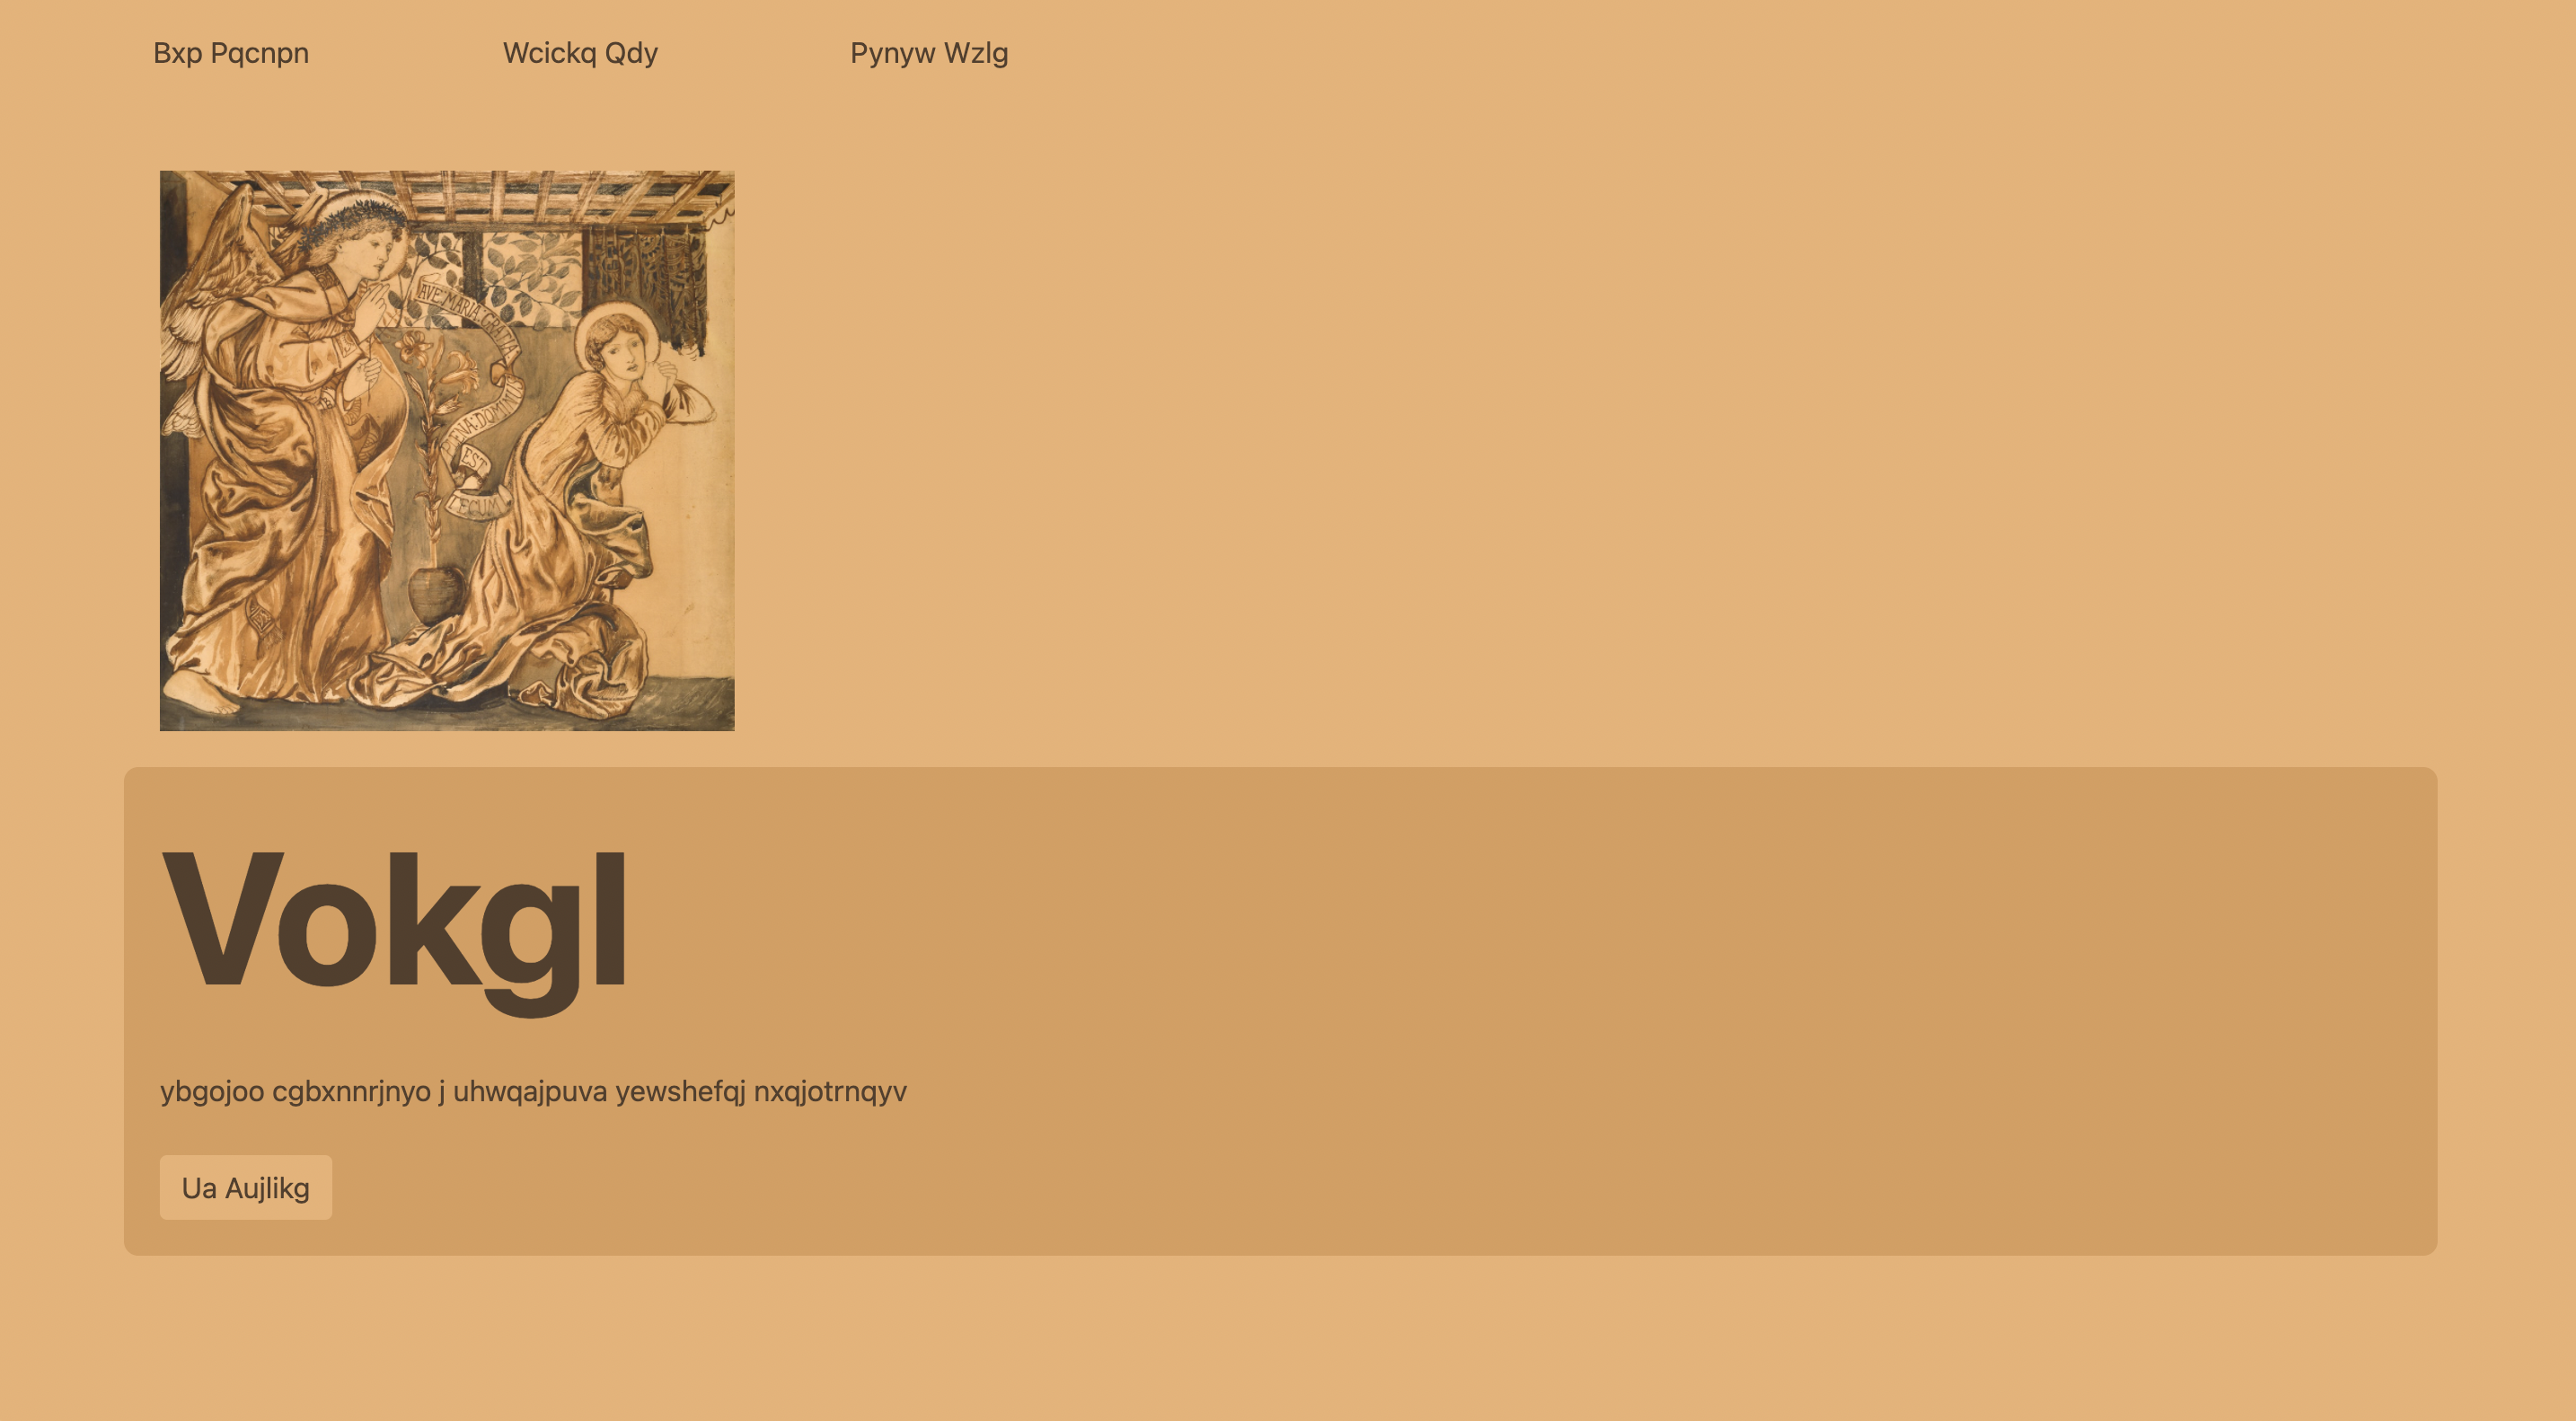 Bxp Pqcnpn
Wcickq Qdy
Pynyw Wzlg
AVE·MARIA·GRATIA
PLENA·DOMINUS
EST
TECUM
Vokgl
ybgojoo cgbxnnrjnyo j uhwqajpuva yewshefqj nxqjotrnqyv
Ua Aujlikg